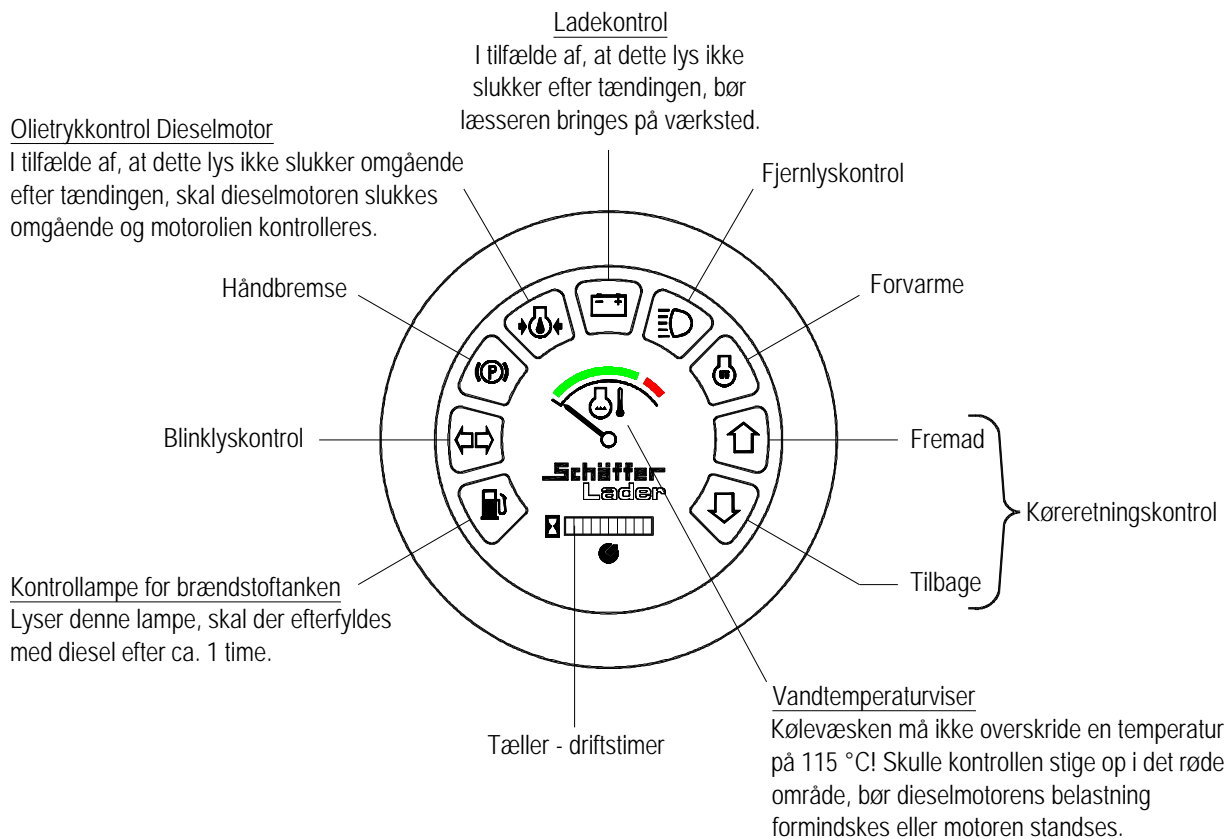 Ladekontrol
I tilfælde af, at dette lys ikke
slukker efter tændingen, bør
læsseren bringes på værksted.
Olietrykkontrol Dieselmotor
I tilfælde af, at dette lys ikke slukker omgående
efter tændingen, skal dieselmotoren slukkes
omgående og motorolien kontrolleres.
Fjernlyskontrol
Håndbremse
Forvarme
(P)
Blinklyskontrol
Fremad
Schäffer
Lader
Køreretningskontrol
Kontrollampe for brændstoftanken
Lyser denne lampe, skal der efterfyldes
med diesel efter ca. 1 time.
Tilbage
Tæller - driftstimer
Vandtemperaturviser
Kølevæsken må ikke overskride en temperatur
på 115 °C! Skulle kontrollen stige op i det røde
område, bør dieselmotorens belastning
formindskes eller motoren standses.